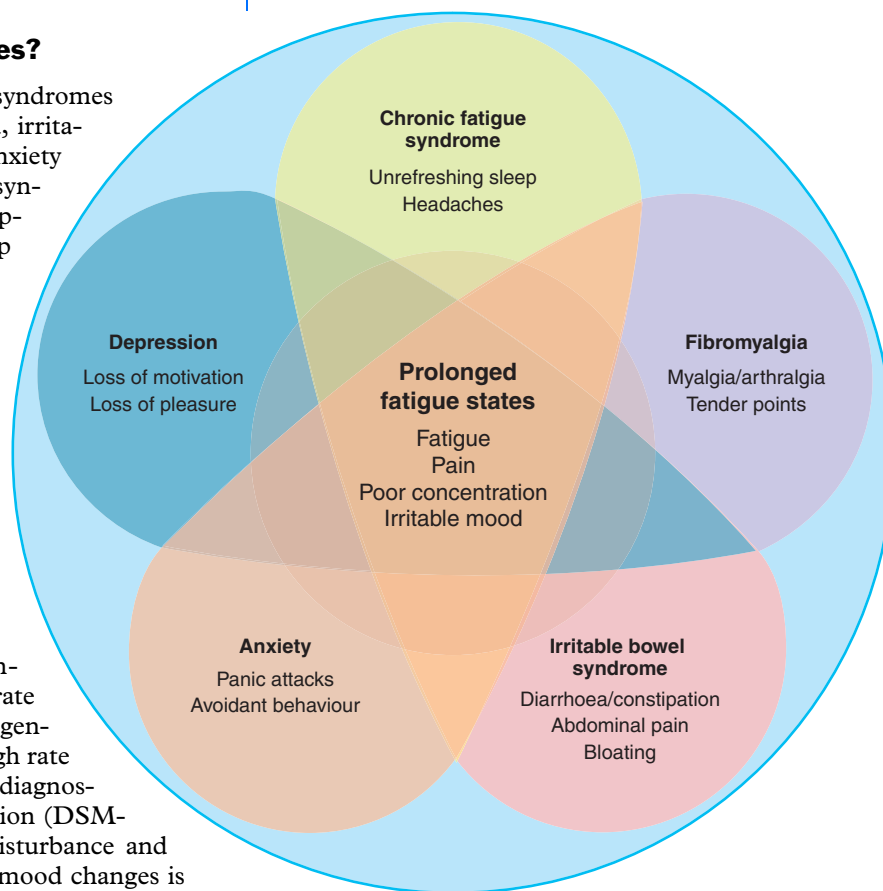 es?
syndromes
, irrita-
nxiety
syn-
p-
p
Chronic fatigue
syndrome
Unrefreshing sleep
Headaches
Depression
Loss of motivation
Loss of pleasure
Fibromyalgia
Myalgia/arthralgia
Tender points
Prolonged
fatigue states
Fatigue
Pain
Poor concentration
Irritable mood
Anxiety
Panic attacks
Avoidant behaviour
Irritable bowel
syndrome
Diarrhoea/constipation
Abdominal pain
Bloating
n-
rate
gen-
gh rate
diagnos-
ion (DSM-
isturbance and
mood changes is